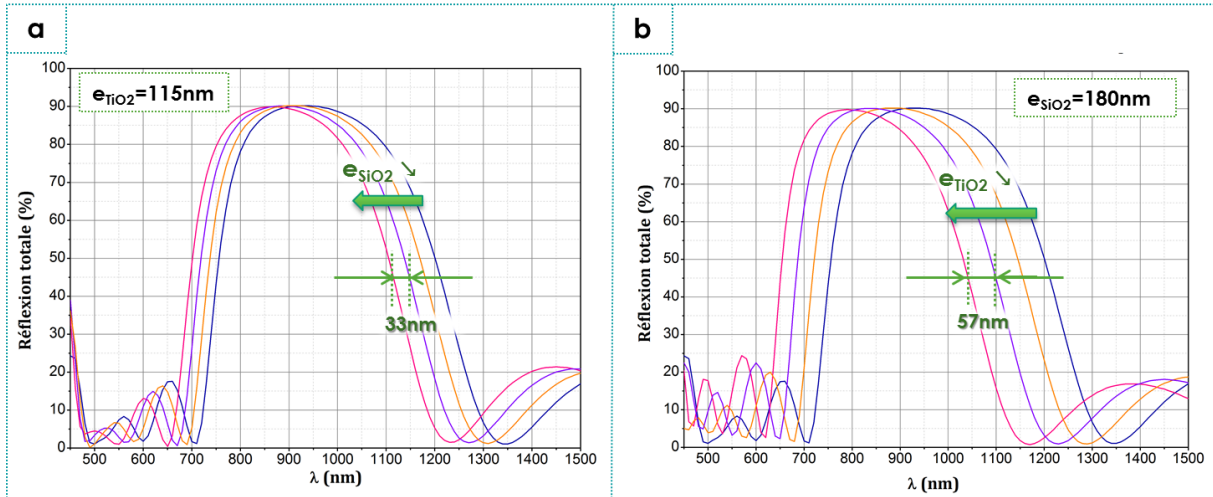 a
e_TiO2=115nm
100
90
80
70
60
50
40
30
20
10
0
Réflexion totale (%)
e_SiO2 ↘
33nm
500 600 700 800 900 1000 1100 1200 1300 1400 1500
λ (nm)
b
e_SiO2=180nm
100
90
80
70
60
50
40
30
20
10
0
Réflexion totale (%)
e_TiO2 ↘
57nm
500 600 700 800 900 1000 1100 1200 1300 1400 1500
λ (nm)